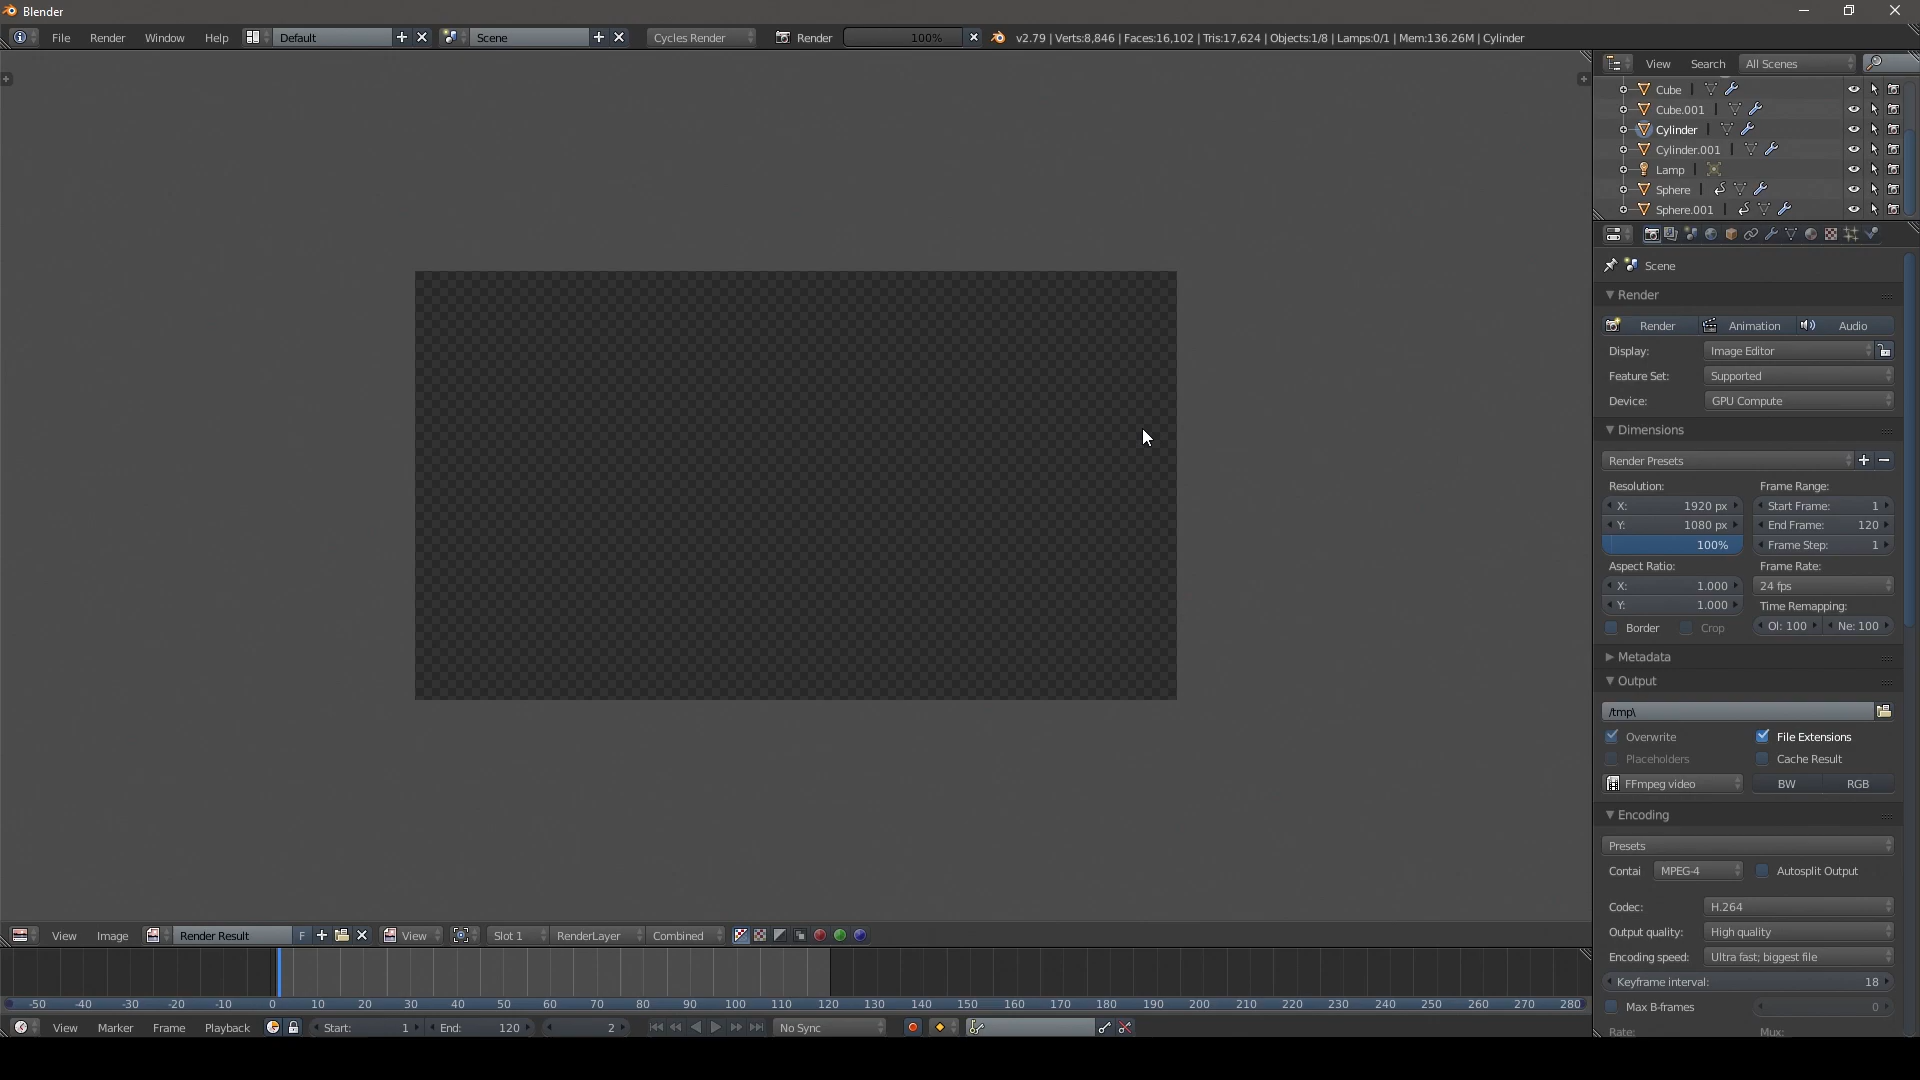 Blender
File Render Window Help Default Scene Cycles Render Render 100% v2.79 | Verts:8,846 | Faces:16,102 | Tris:17,624 | Objects:1/8 | Lamps:0/1 | Mem:136.26M | Cylinder
View Search All Scenes
Cube
Cube.001
Cylinder
Cylinder.001
Lamp
Sphere
Sphere.001
Scene
Render
Render Animation Audio
Display: Image Editor
Feature Set: Supported
Device: GPU Compute
Dimensions
Render Presets
Resolution: Frame Range:
X: 1920 px Start Frame: 1
Y: 1080 px End Frame: 120
100% Frame Step: 1
Aspect Ratio: Frame Rate:
X: 1.000 24 fps
Y: 1.000 Time Remapping:
Border Crop Ol: 100 Ne: 100
Metadata
Output
/tmp\
Overwrite File Extensions
Placeholders Cache Result
FFmpeg video BW RGB
Encoding
Presets
Contai MPEG-4 Autosplit Output
Codec: H.264
Output quality: High quality
Encoding speed: Ultra fast; biggest file
Keyframe interval: 18
Max B-frames 0
Rate: Mux:
View Image Render Result F View Slot 1 RenderLayer Combined
-50 -40 -30 -20 -10 0 10 20 30 40 50 60 70 80 90 100 110 120 130 140 150 160 170 180 190 200 210 220 230 240 250 260 270 280
View Marker Frame Playback Start: 1 End: 120 2 No Sync